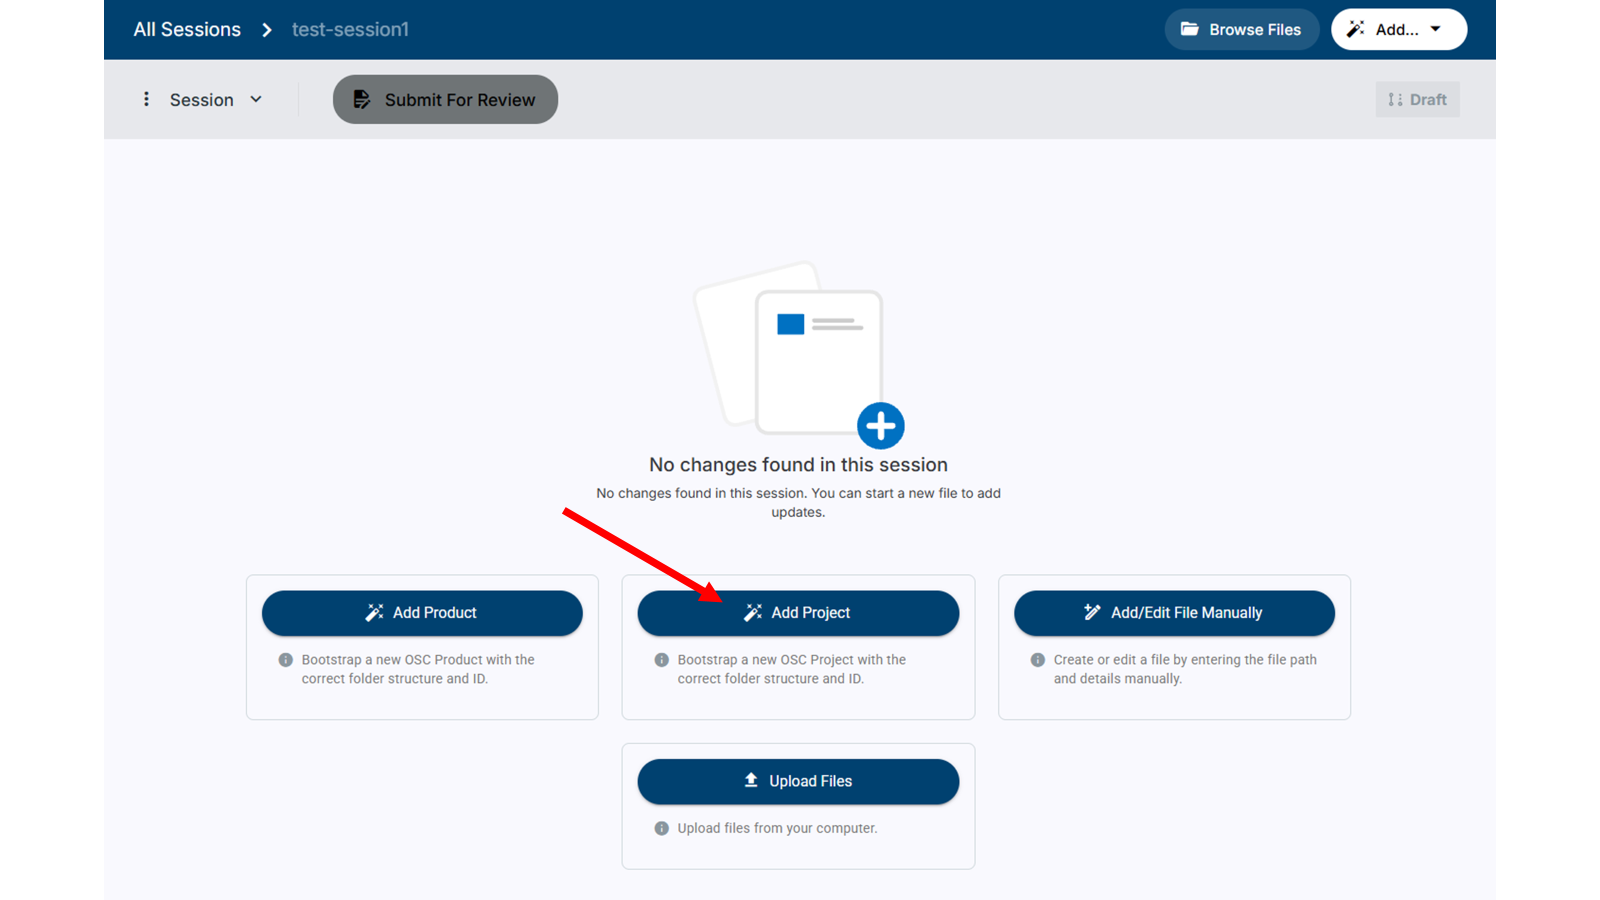 All Sessions > test-session1
Browse Files
Add...
Session
Submit For Review
Draft
No changes found in this session
No changes found in this session. You can start a new file to add
updates.
Add Product
Bootstrap a new OSC Product with the
correct folder structure and ID.
Add Project
Bootstrap a new OSC Project with the
correct folder structure and ID.
Add/Edit File Manually
Create or edit a file by entering the file path
and details manually.
Upload Files
Upload files from your computer.